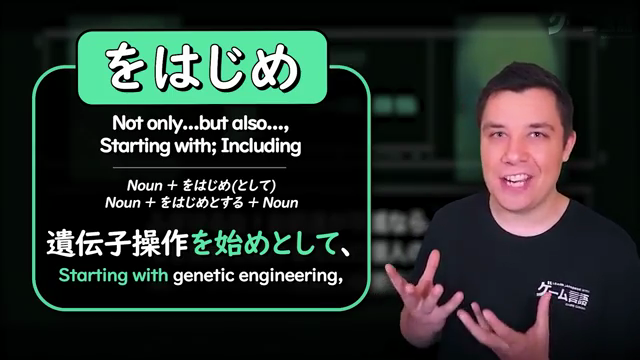 をはじめ
Not only...but also...,
Starting with; Including
Noun + をはじめ(として)
Noun + をはじめとする + Noun
遺伝子操作を始めとして、
Starting with genetic engineering,
ゲーム言語